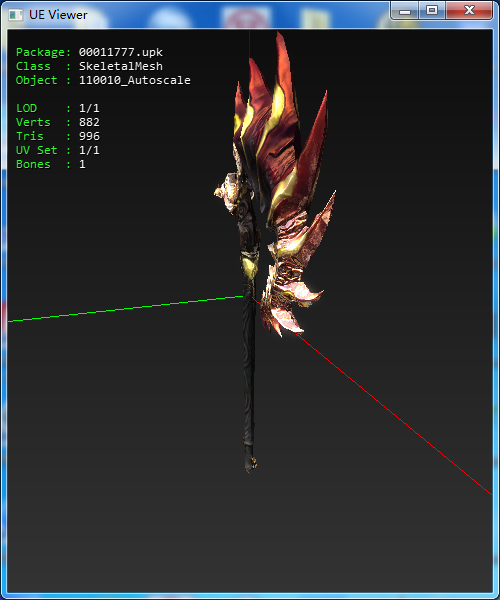 UE Viewer
Package: 00011777.upk
Class : SkeletalMesh
Object : 110010_Autoscale
LOD : 1/1
Verts : 882
Tris : 996
UV Set : 1/1
Bones : 1